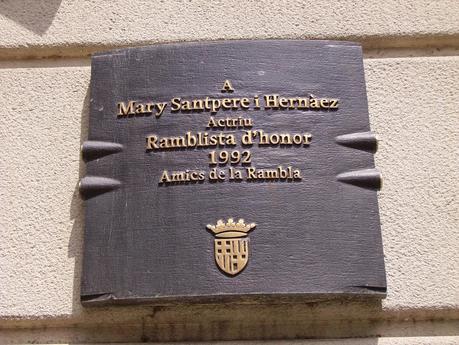 A
Mary Santpere i Hernàez
Actriu
Ramblista d'honor
1992
Amics de la Rambla